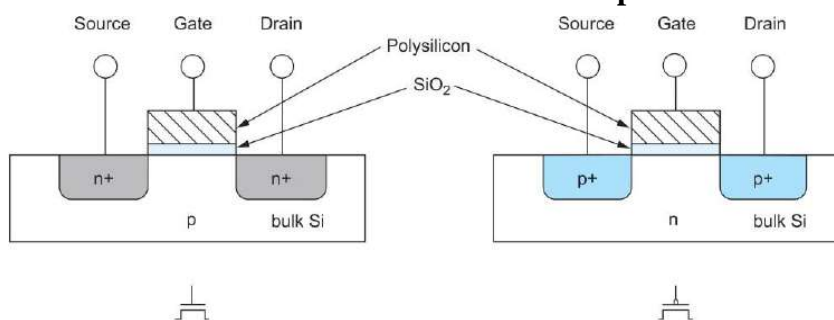 Source Gate Drain Source Gate Drain
Polysilicon
SiO₂
n+ n+ p+ p+
p bulk Si n bulk Si